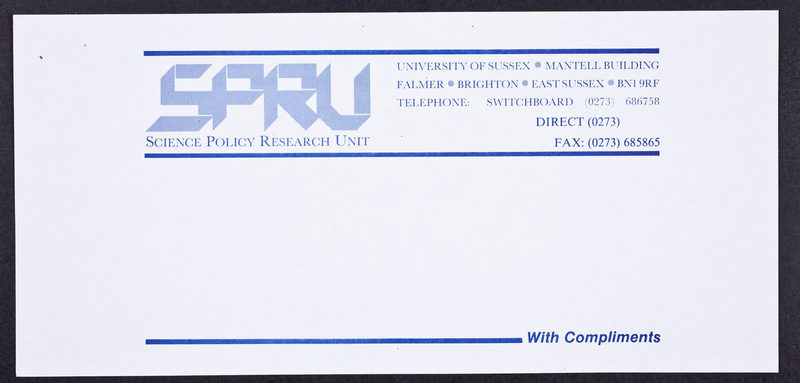 SPRU
SCIENCE POLICY RESEARCH UNIT
UNIVERSITY OF SUSSEX • MANTELL BUILDING
FALMER • BRIGHTON • EAST SUSSEX • BN1 9RF
TELEPHONE: SWITCHBOARD (0273) 686758
DIRECT (0273)
FAX: (0273) 685865
With Compliments